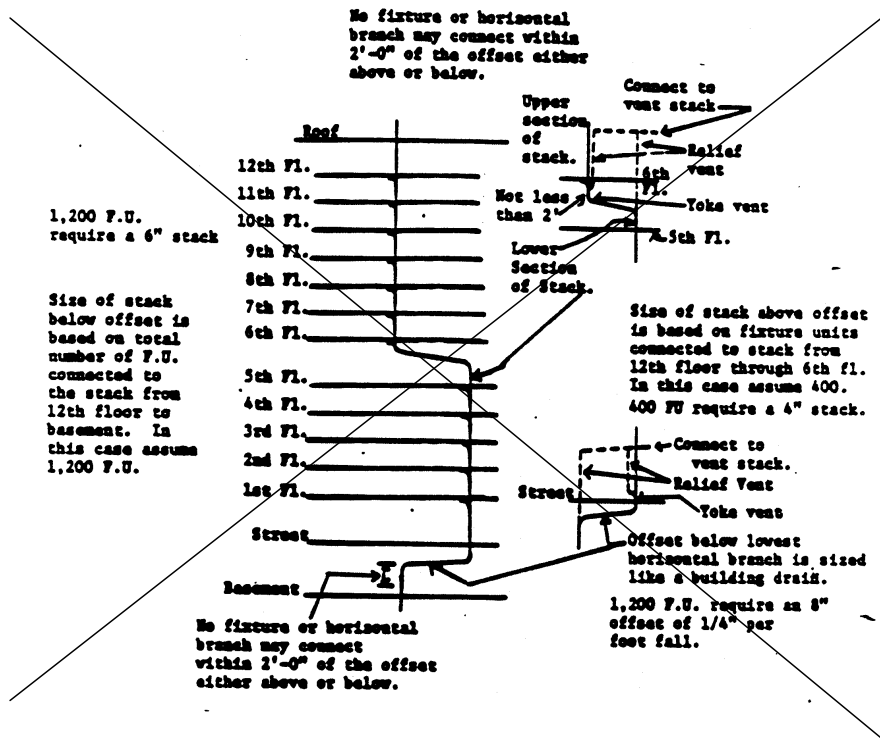 No fixture or horizontal
branch may connect within
2'-0" of the offset either
above or below.
Connect to
vent stack
Upper
section
of
stack.
Relief
vent
6th
Fl.
Not less
than 2'
Yoke vent
5th Fl.
Lower
Section
of Stack.
Roof
12th Fl.
11th Fl.
10th Fl.
9th Fl.
8th Fl.
7th Fl.
6th Fl.
5th Fl.
4th Fl.
3rd Fl.
2nd Fl.
1st Fl.
Street
Basement
1,200 F.U.
require a 6" stack
Size of stack
below offset is
based on total
number of F.U.
connected to
the stack from
12th floor to
basement. In
this case assume
1,200 F.U.
Size of stack above offset
is based on fixture units
connected to stack from
12th floor through 6th fl.
In this case assume 400.
400 FU require a 4" stack.
Connect to
vent stack.
Relief Vent
Street
Yoke vent
Offset below lowest
horizontal branch is sized
like a building drain.
1,200 F.U. require an 8"
offset of 1/4" per
foot fall.
No fixture or horizontal
branch may connect
within 2'-0" of the offset
either above or below.